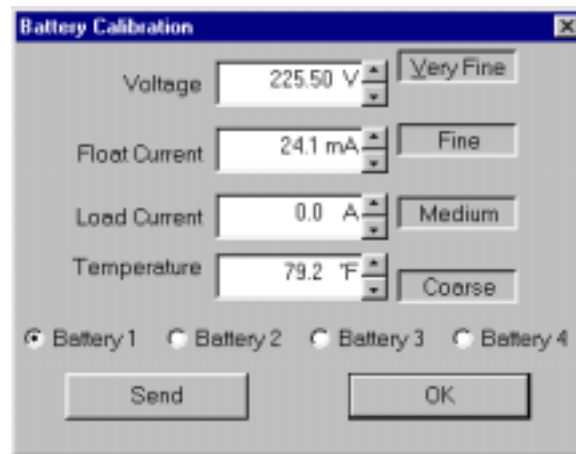 Battery Calibration
Voltage 225.50 V Very Fine
Float Current 24.1 mA Fine
Load Current 0.0 A Medium
Temperature 79.2 °F Coarse
Battery 1 Battery 2 Battery 3 Battery 4
Send OK